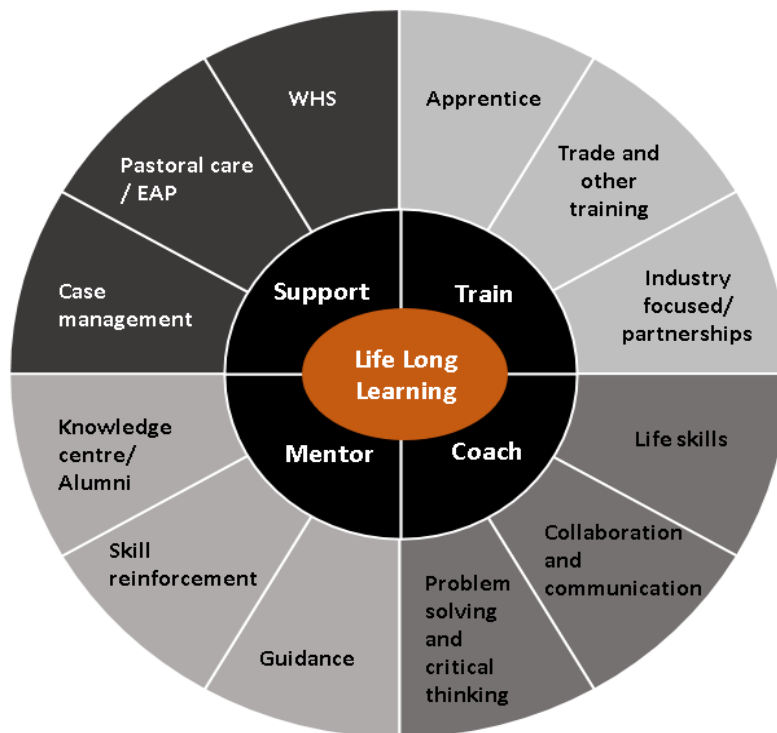 WHS
Pastoral care
/ EAP
Case
management
Apprentice
Trade and
other
training
Industry
focused/
partnerships
Support
Train
Life Long
Learning
Mentor
Coach
Knowledge
centre/
Alumni
Skill
reinforcement
Guidance
Life skills
Collaboration
and
communication
Problem
solving
and
critical
thinking